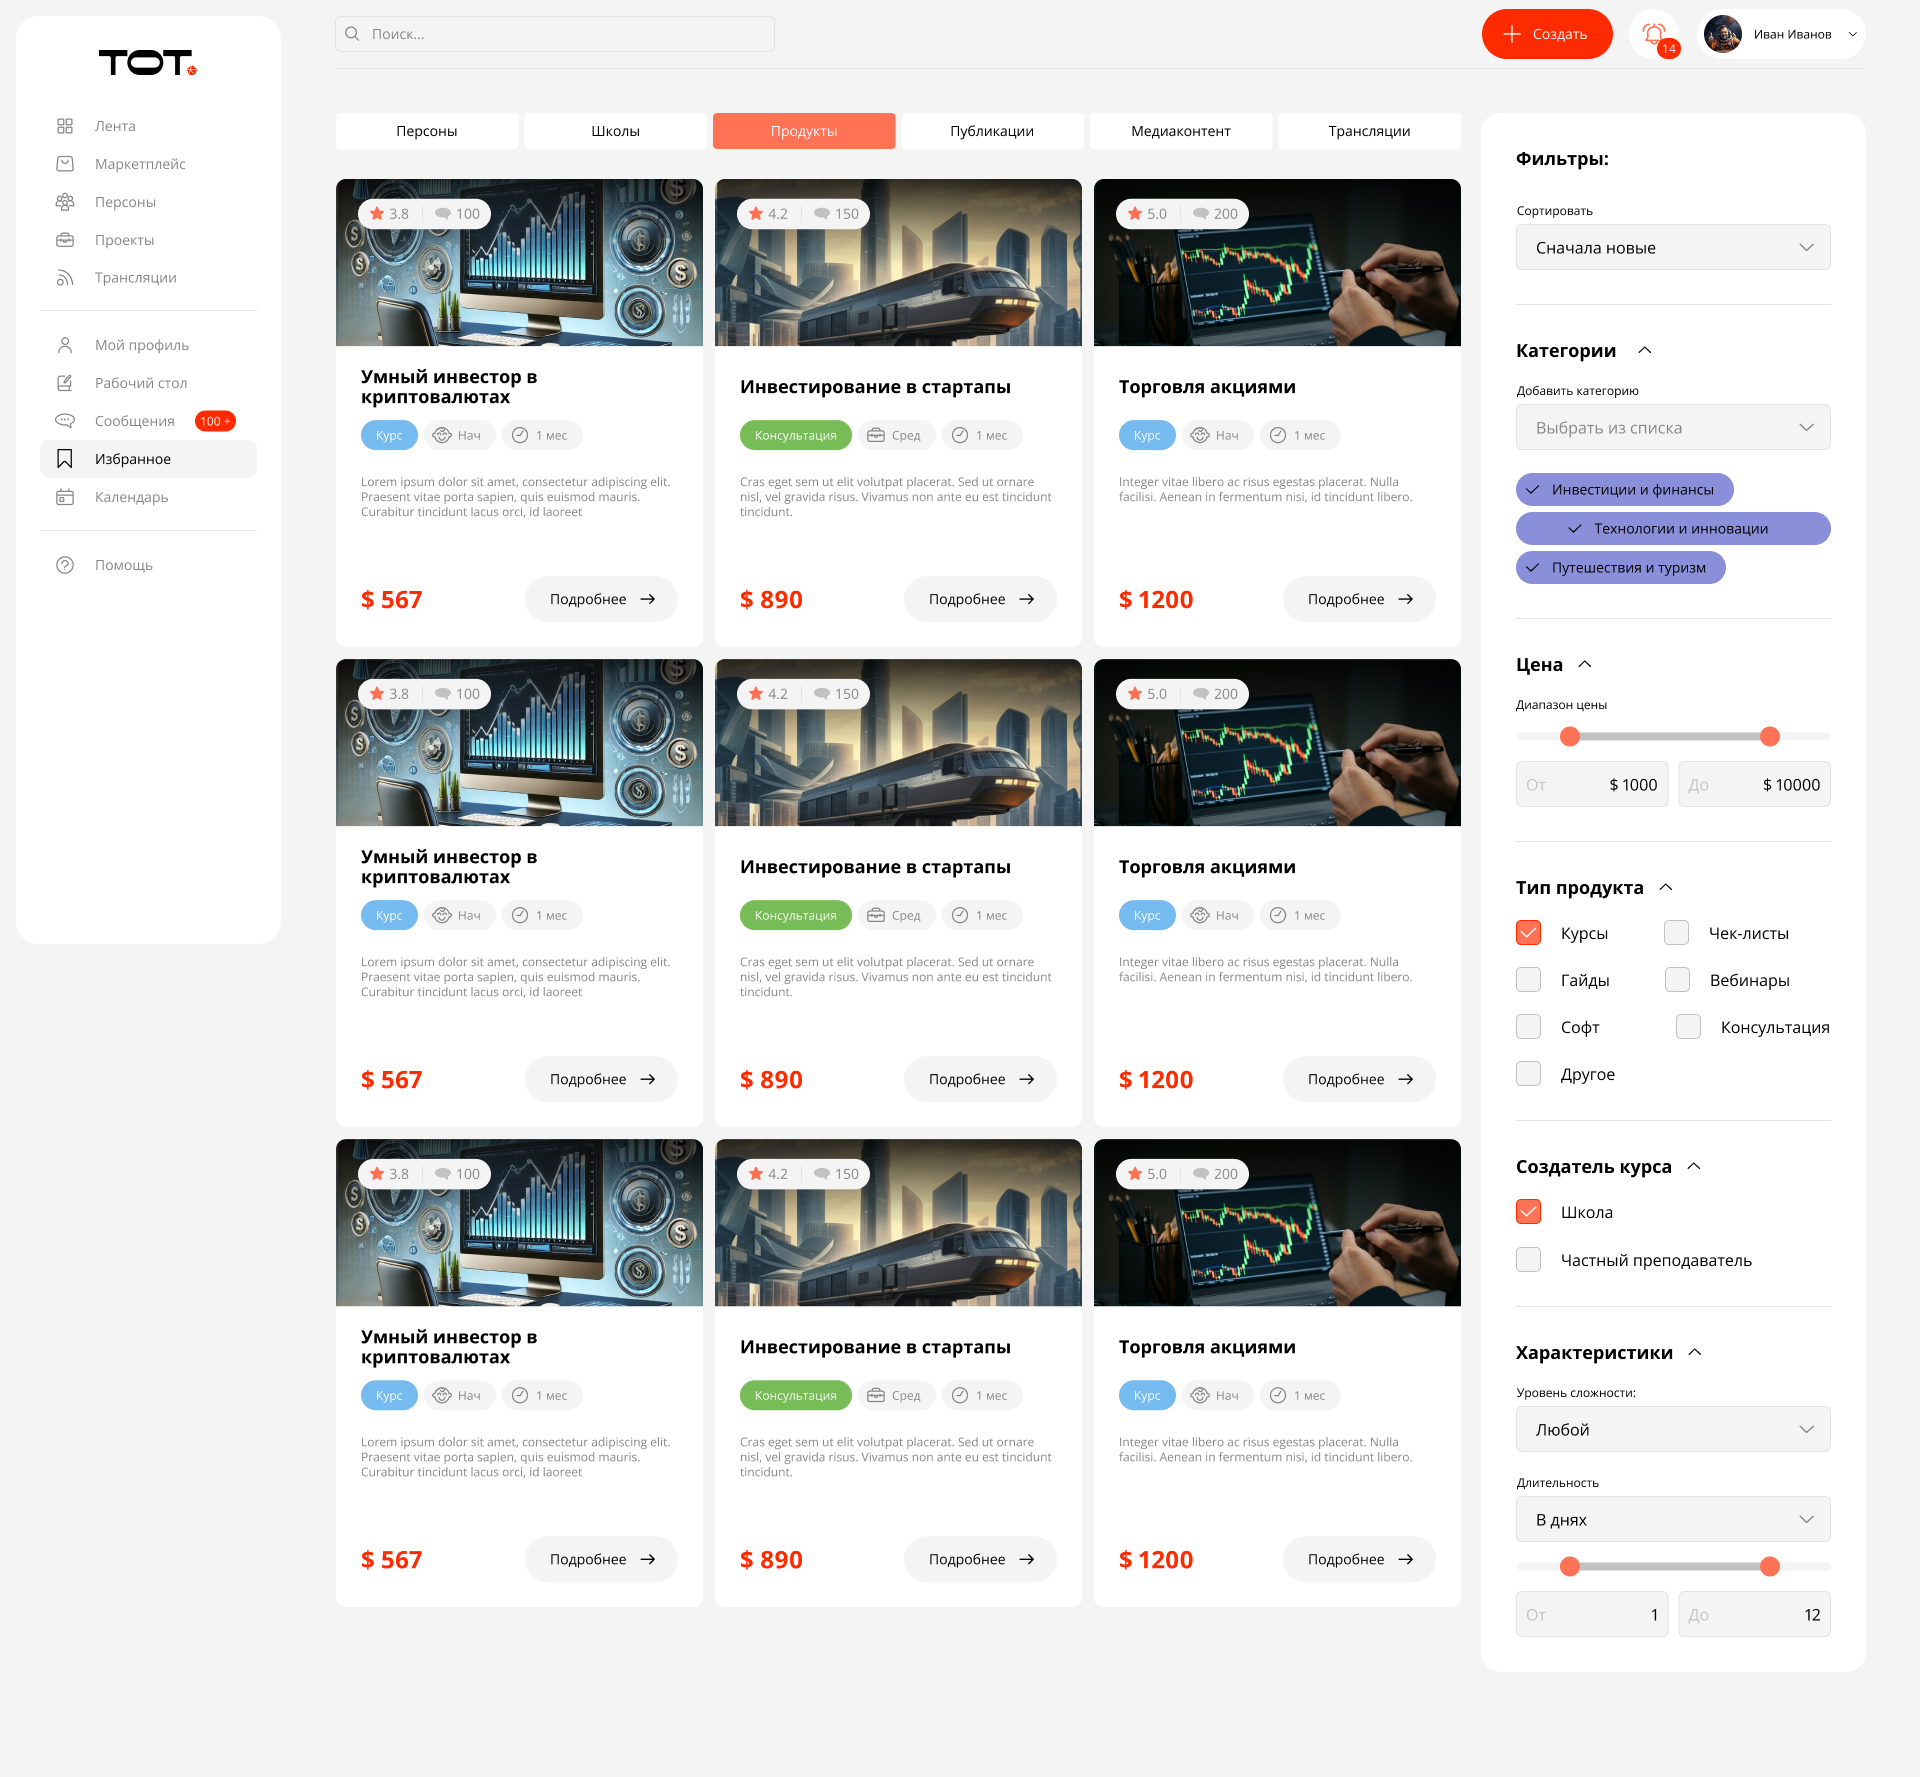 ТОТ.
Лента
Маркетплейс
Персоны
Проекты
Трансляции
Мой профиль
Рабочий стол
Сообщения 100 +
Избранное
Календарь
Помощь
Поиск...
Создать
14
Иван Иванов
Персоны Школы Продукты Публикации Медиаконтент Трансляции
3.8 100
Умный инвестор в
криптовалютах
Курс Нач 1 мес
Lorem ipsum dolor sit amet, consectetur adipiscing elit.
Praesent vitae porta sapien, quis euismod mauris.
Curabitur tincidunt lacus orci, id laoreet
$ 567 Подробнее
4.2 150
Инвестирование в стартапы
Консультация Сред 1 мес
Cras eget sem ut elit volutpat placerat. Sed ut ornare
nisl, vel gravida risus. Vivamus non ante eu est tincidunt
tincidunt.
$ 890 Подробнее
5.0 200
Торговля акциями
Курс Нач 1 мес
Integer vitae libero ac risus egestas placerat. Nulla
facilisi. Aenean in fermentum nisi, id tincidunt libero.
$ 1200 Подробнее
3.8 100
Умный инвестор в
криптовалютах
Курс Нач 1 мес
Lorem ipsum dolor sit amet, consectetur adipiscing elit.
Praesent vitae porta sapien, quis euismod mauris.
Curabitur tincidunt lacus orci, id laoreet
$ 567 Подробнее
4.2 150
Инвестирование в стартапы
Консультация Сред 1 мес
Cras eget sem ut elit volutpat placerat. Sed ut ornare
nisl, vel gravida risus. Vivamus non ante eu est tincidunt
tincidunt.
$ 890 Подробнее
5.0 200
Торговля акциями
Курс Нач 1 мес
Integer vitae libero ac risus egestas placerat. Nulla
facilisi. Aenean in fermentum nisi, id tincidunt libero.
$ 1200 Подробнее
3.8 100
Умный инвестор в
криптовалютах
Курс Нач 1 мес
Lorem ipsum dolor sit amet, consectetur adipiscing elit.
Praesent vitae porta sapien, quis euismod mauris.
Curabitur tincidunt lacus orci, id laoreet
$ 567 Подробнее
4.2 150
Инвестирование в стартапы
Консультация Сред 1 мес
Cras eget sem ut elit volutpat placerat. Sed ut ornare
nisl, vel gravida risus. Vivamus non ante eu est tincidunt
tincidunt.
$ 890 Подробнее
5.0 200
Торговля акциями
Курс Нач 1 мес
Integer vitae libero ac risus egestas placerat. Nulla
facilisi. Aenean in fermentum nisi, id tincidunt libero.
$ 1200 Подробнее
Фильтры:
Сортировать
Сначала новые
Категории
Добавить категорию
Выбрать из списка
Инвестиции и финансы
Технологии и инновации
Путешествия и туризм
Цена
Диапазон цены
От $ 1000 До $ 10000
Тип продукта
Курсы Чек-листы
Гайды Вебинары
Софт Консультация
Другое
Создатель курса
Школа
Частный преподаватель
Характеристики
Уровень сложности:
Любой
Длительность
В днях
От 1 До 12